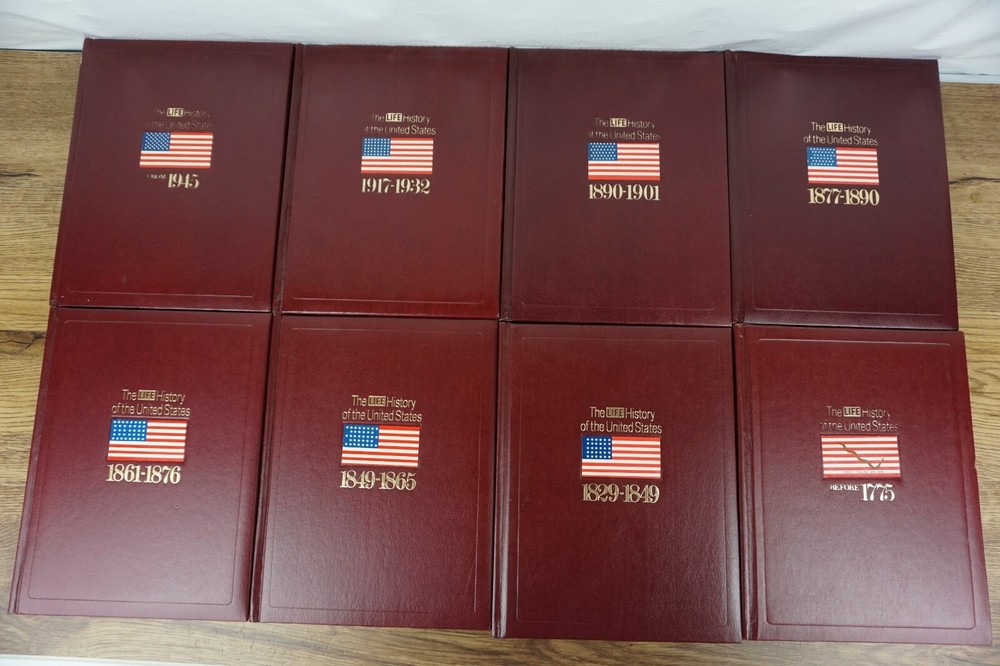 The LIFE History
of the United States
1945
The LIFE History
of the United States
1917-1932
The LIFE History
of the United States
1890-1901
The LIFE History
of the United States
1877-1890
The LIFE History
of the United States
1861-1876
The LIFE History
of the United States
1849-1865
The LIFE History
of the United States
1829-1849
The LIFE History
of the United States
BEFORE 1775